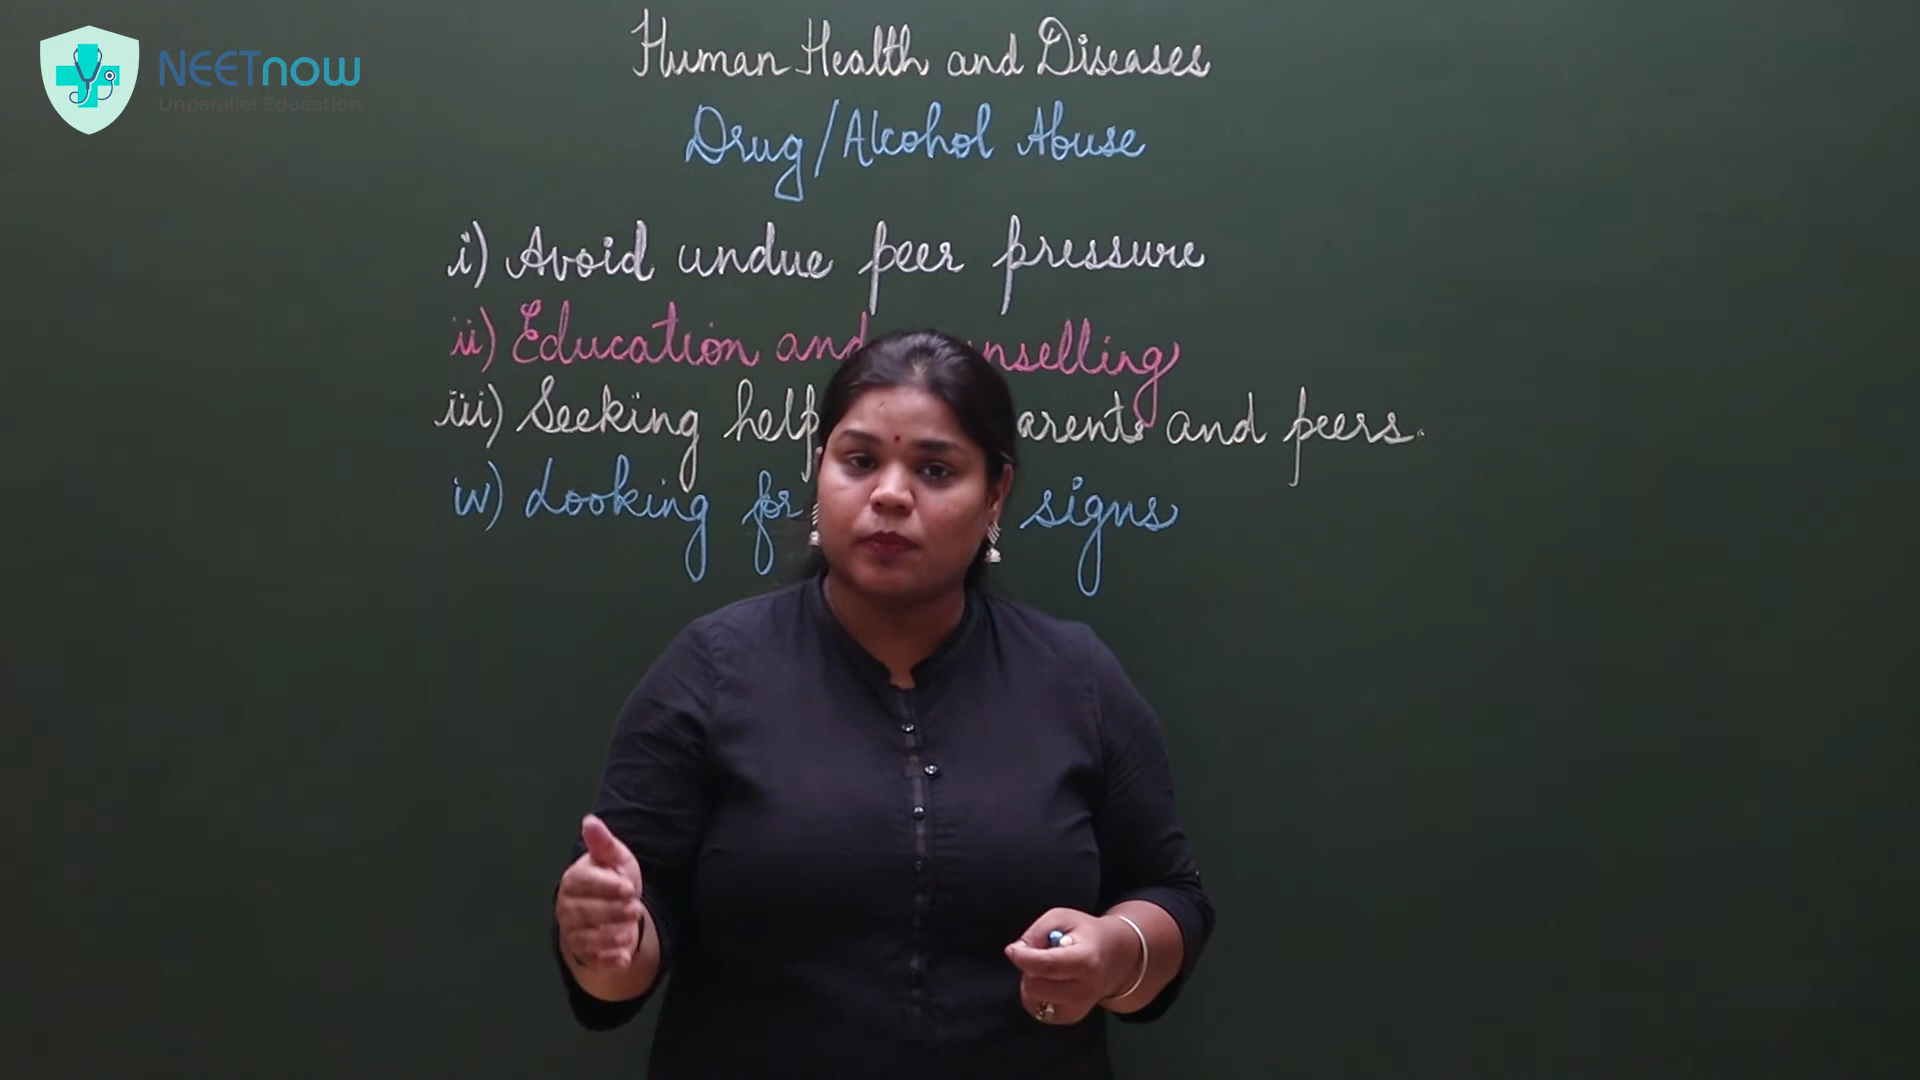 NEETnow
Unparallel Education
Human Health and Diseases
Drug/Alcohol Abuse
i) Avoid undue peer pressure
ii) Education and nselling
iii) Seeking help arents and peers.
iv) Looking for signs